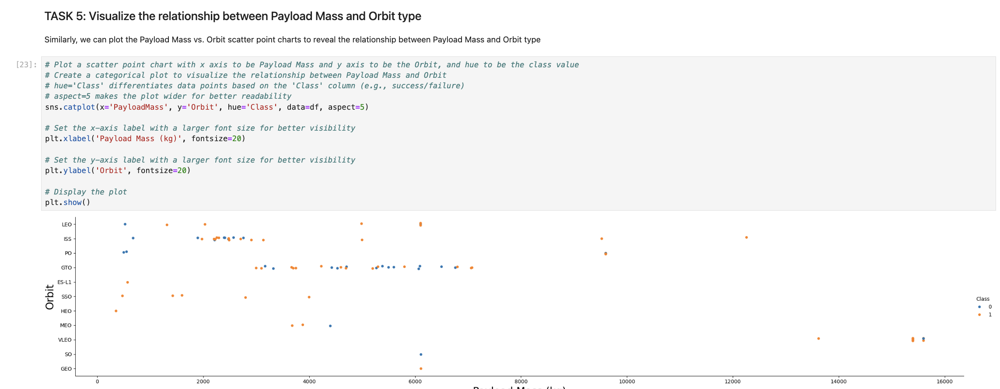 TASK 5: Visualize the relationship between Payload Mass and Orbit type
Similarly, we can plot the Payload Mass vs. Orbit scatter point charts to reveal the relationship between Payload Mass and Orbit type
[23]:
# Plot a scatter point chart with x axis to be Payload Mass and y axis to be the Orbit, and hue to be the class value
# Create a categorical plot to visualize the relationship between Payload Mass and Orbit
# hue='Class' differentiates data points based on the 'Class' column (e.g., success/failure)
# aspect=5 makes the plot wider for better readability
sns.catplot(x='PayloadMass', y='Orbit', hue='Class', data=df, aspect=5)
# Set the x-axis label with a larger font size for better visibility
plt.xlabel('Payload Mass (kg)', fontsize=20)
# Set the y-axis label with a larger font size for better visibility
plt.ylabel('Orbit', fontsize=20)
# Display the plot
plt.show()
Orbit
LEO
ISS
PO
GTO
ES-L1
SSO
HEO
MEO
VLEO
SO
GEO
Class
0
1
0 2000 4000 6000 8000 10000 12000 14000 16000
Payload Mass (kg)